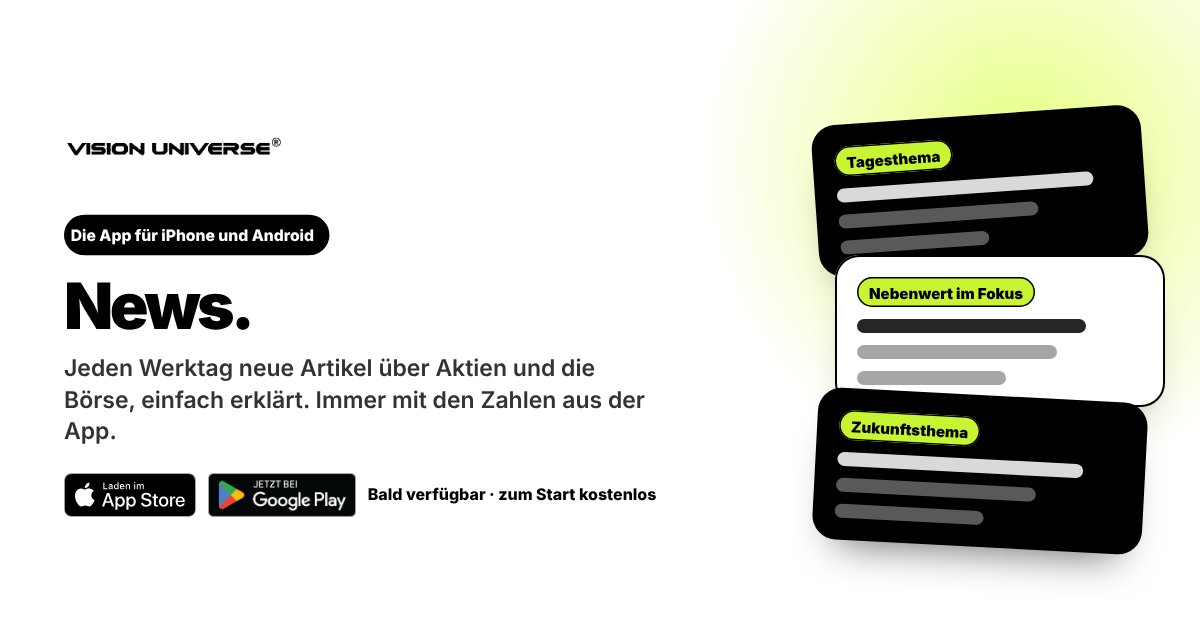 VISION UNIVERSE®
Die App für iPhone und Android
News.
Jeden Werktag neue Artikel über Aktien und die
Börse, einfach erklärt. Immer mit den Zahlen aus der
App.
Laden im
App Store
JETZT BEI
Google Play
Bald verfügbar · zum Start kostenlos
Tagesthema
Nebenwert im Fokus
Zukunftsthema